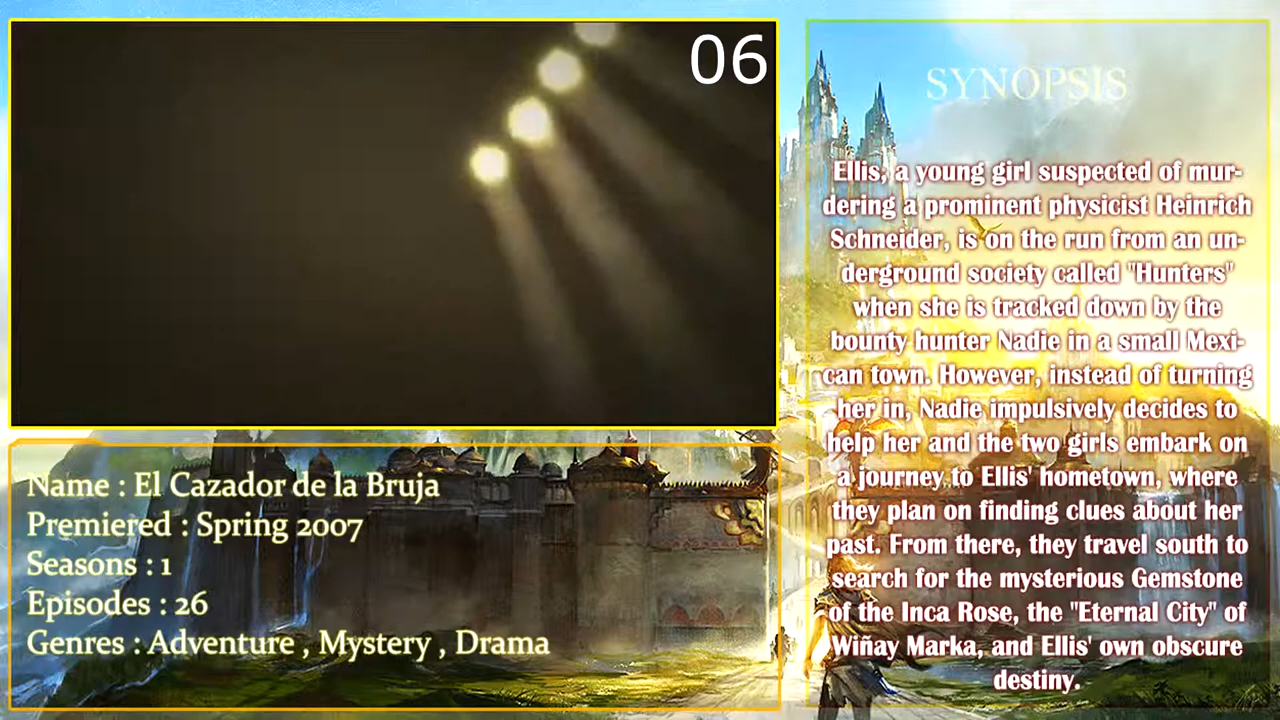 06
SYNOPSIS
Ellis, a young girl suspected of mur-
dering a prominent physicist Heinrich
Schneider, is on the run from an un-
derground society called "Hunters"
when she is tracked down by the
bounty hunter Nadie in a small Mexi-
can town. However, instead of turning
her in, Nadie impulsively decides to
help her and the two girls embark on
a journey to Ellis' hometown, where
they plan on finding clues about her
past. From there, they travel south to
search for the mysterious Gemstone
of the Inca Rose, the "Eternal City" of
Wiñay Marka, and Ellis' own obscure
destiny.
Name : El Cazador de la Bruja
Premiered : Spring 2007
Seasons : 1
Episodes : 26
Genres : Adventure , Mystery , Drama